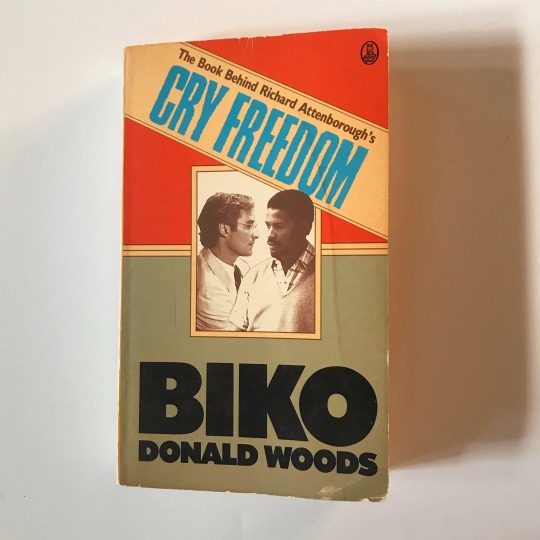 The Book Behind Richard Attenborough's
CRY FREEDOM
BIKO
DONALD WOODS